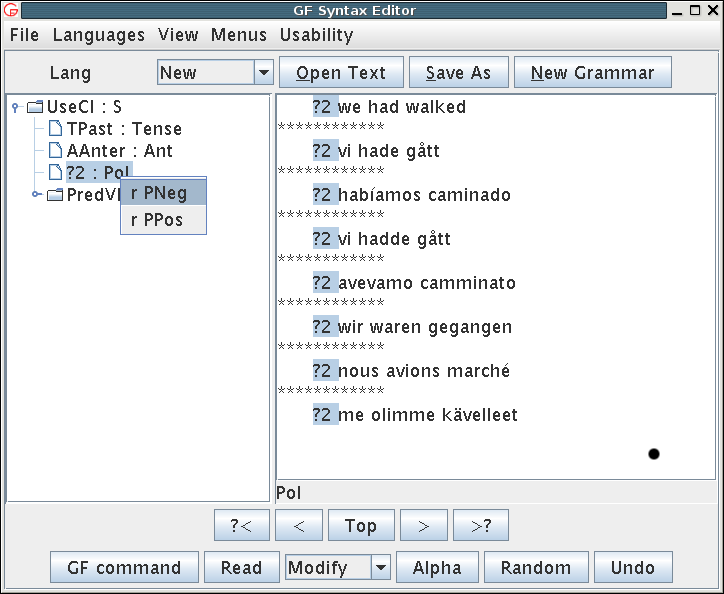 GF Syntax Editor
File Languages View Menus Usability
Lang New Open Text Save As New Grammar
UseCl : S
TPast : Tense
AAnter : Ant
?2 : Pol
PredV
r PNeg
r PPos
?2 we had walked
************
?2 vi hade gått
************
?2 habíamos caminado
************
?2 vi hadde gått
************
?2 avevamo camminato
************
?2 wir waren gegangen
************
?2 nous avions marché
************
?2 me olimme kävelleet
Pol
?< < Top > >?
GF command Read Modify Alpha Random Undo